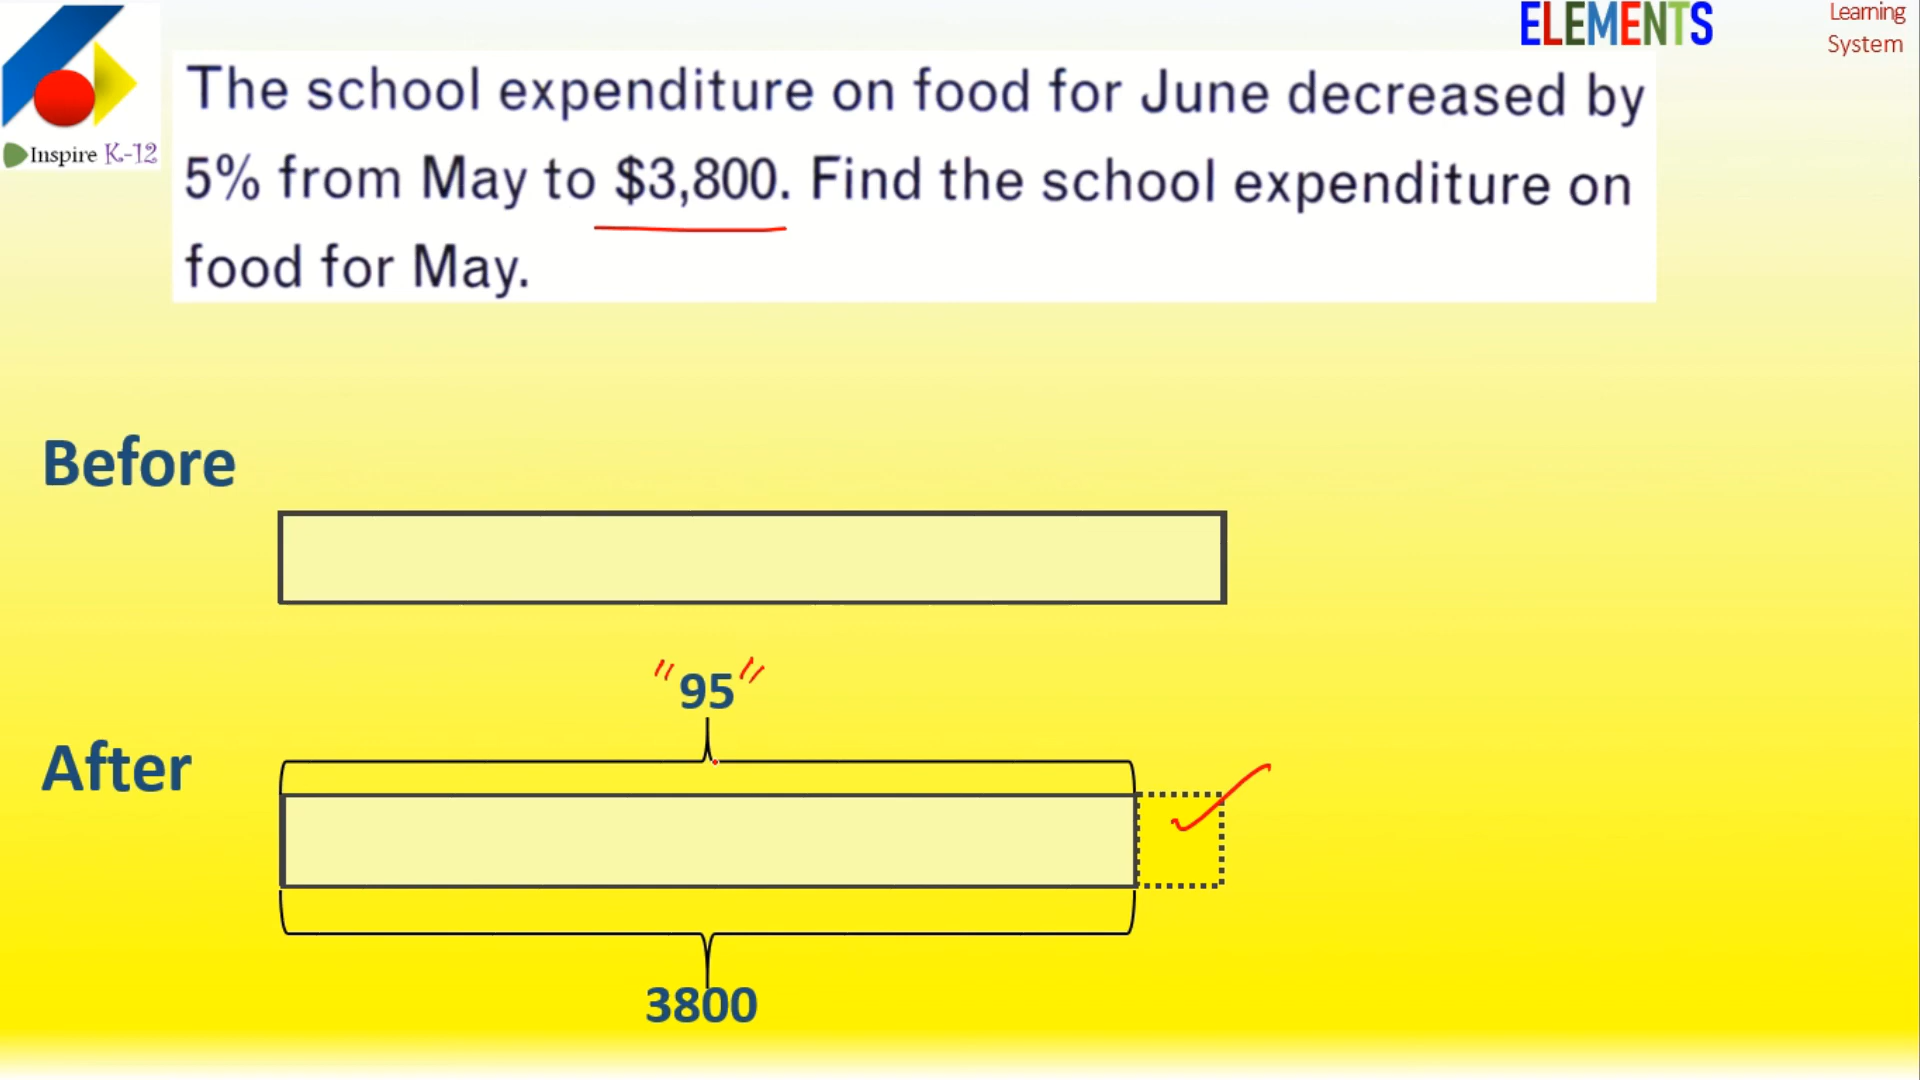 ELEMENTS
Learning
System
Inspire K-12
The school expenditure on food for June decreased by
5% from May to $3,800. Find the school expenditure on
food for May.
Before
"95"
After
3800